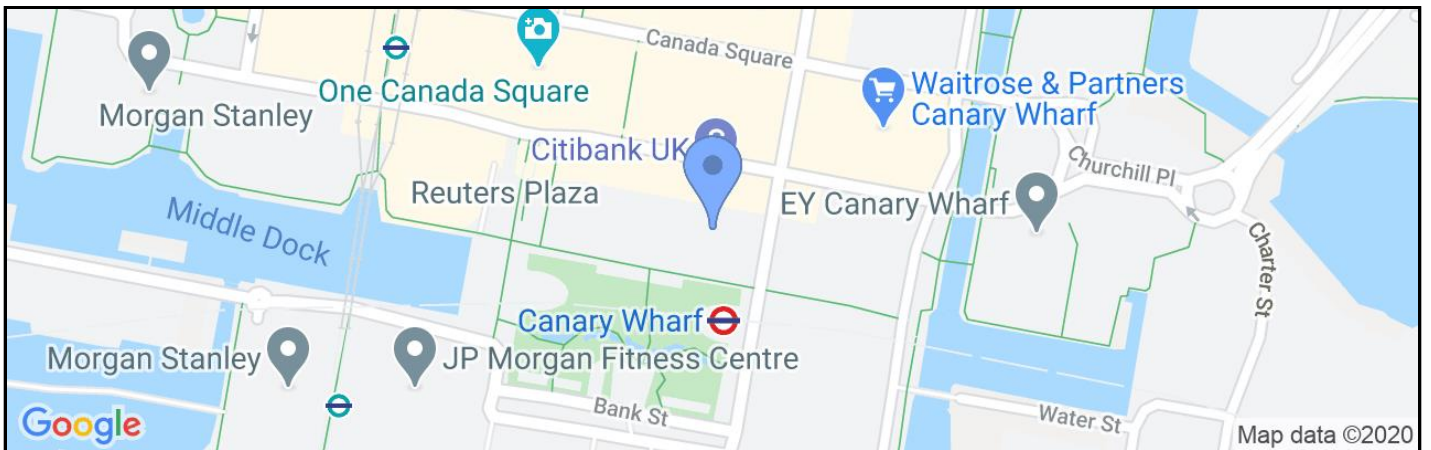 Canada Square
One Canada Square
Morgan Stanley
Waitrose & Partners
Canary Wharf
Citibank UK
Churchill Pl
Reuters Plaza
EY Canary Wharf
Middle Dock
Charter St
Canary Wharf
Morgan Stanley
JP Morgan Fitness Centre
Bank St
Water St
Google
Map data ©2020